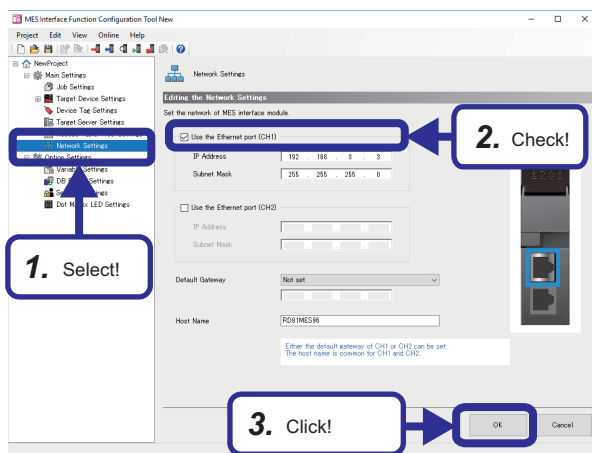 MES Interface Function Configuration Tool New
Project Edit View Online Help
NewProject
Main Settings
Job Settings
Target Device Settings
Device Tag Settings
Target Server Settings
Network Settings
Option Settings
Settings
DB Settings
Dot Matrix LED Settings
Network Settings
Editing the Network Settings
Set the network of MES interface module.
Use the Ethernet port (CH1)
IP Address 192 . 168 . 3 . 3
Subnet Mask 255 . 255 . 255 . 0
Use the Ethernet port (CH2)
IP Address
Subnet Mask
Default Gateway Not set
Host Name RD81MES96
Either the default gateway of CH1 or CH2 can be set.
The host name is common for CH1 and CH2.
OK Cancel
1. Select!
2. Check!
3. Click!